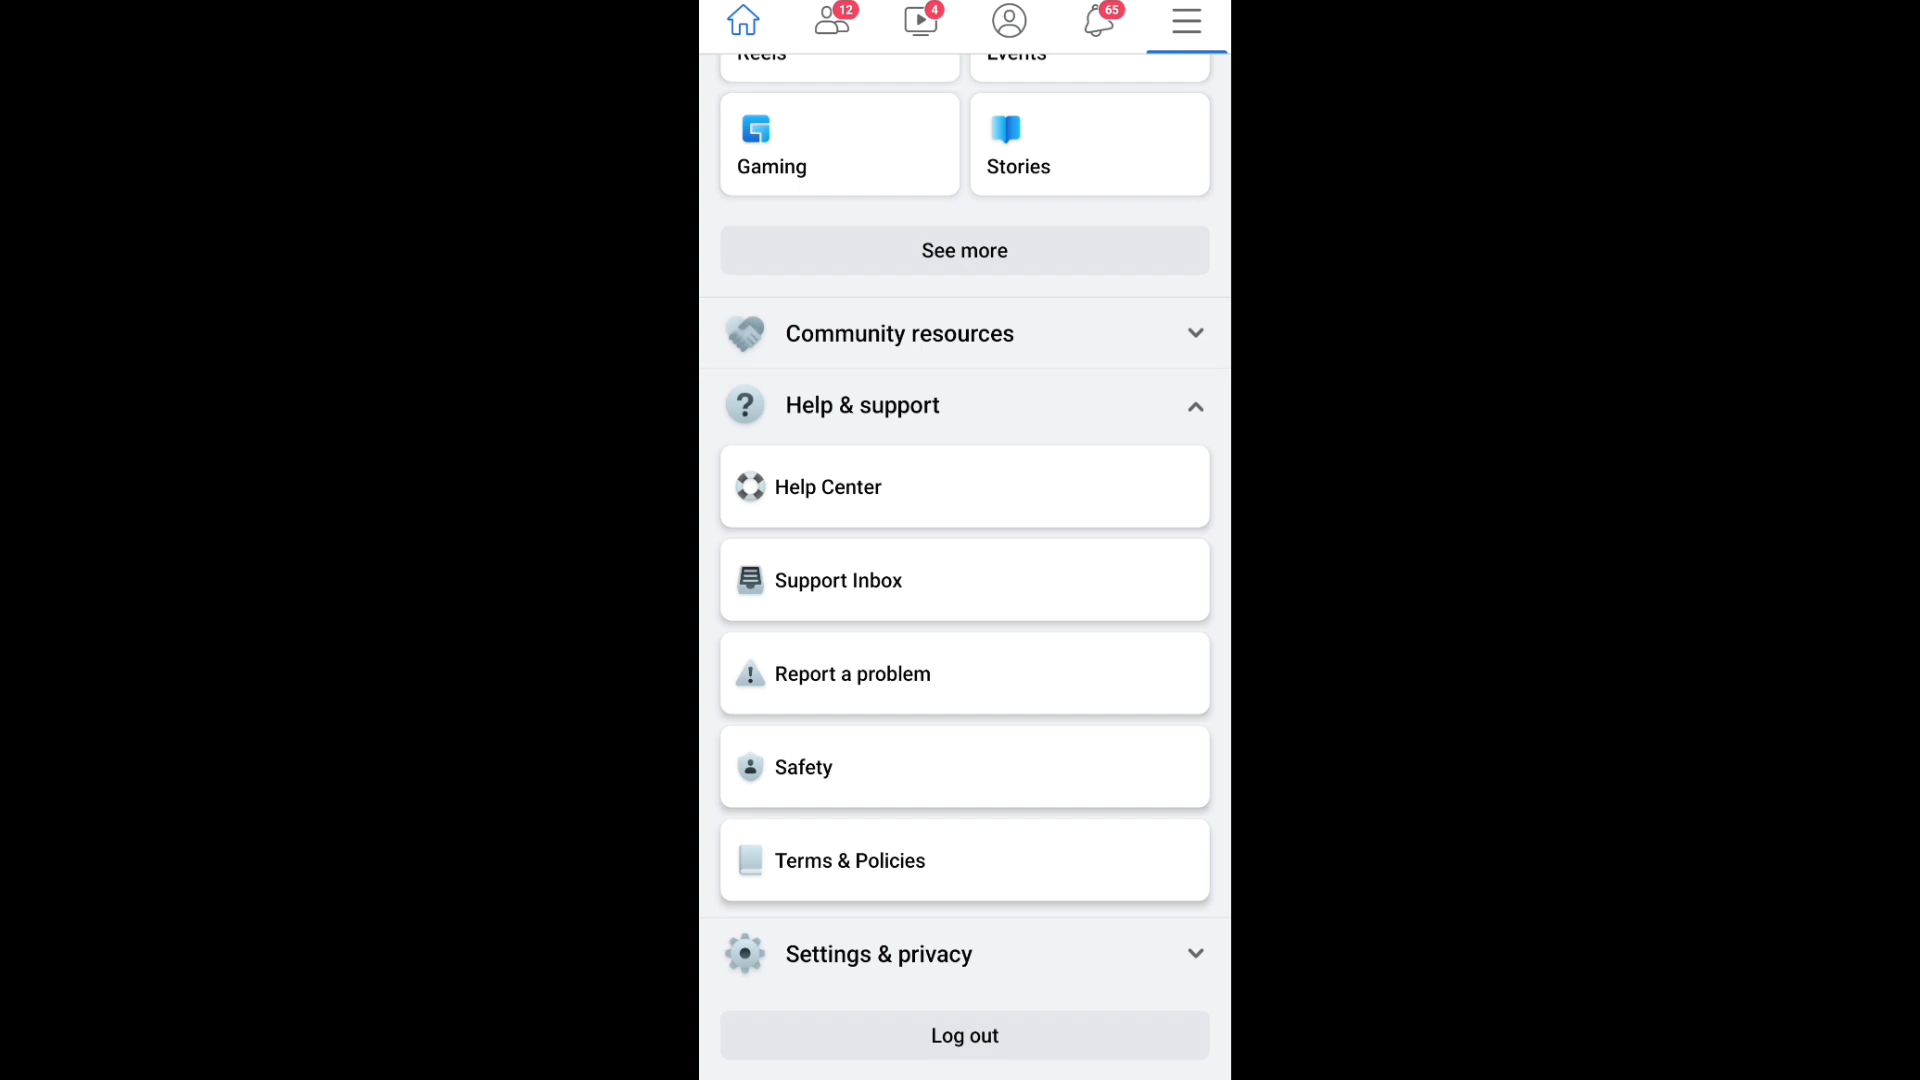 12
4
65
Reels
Events
Gaming
Stories
See more
Community resources
Help & support
Help Center
Support Inbox
Report a problem
Safety
Terms & Policies
Settings & privacy
Log out